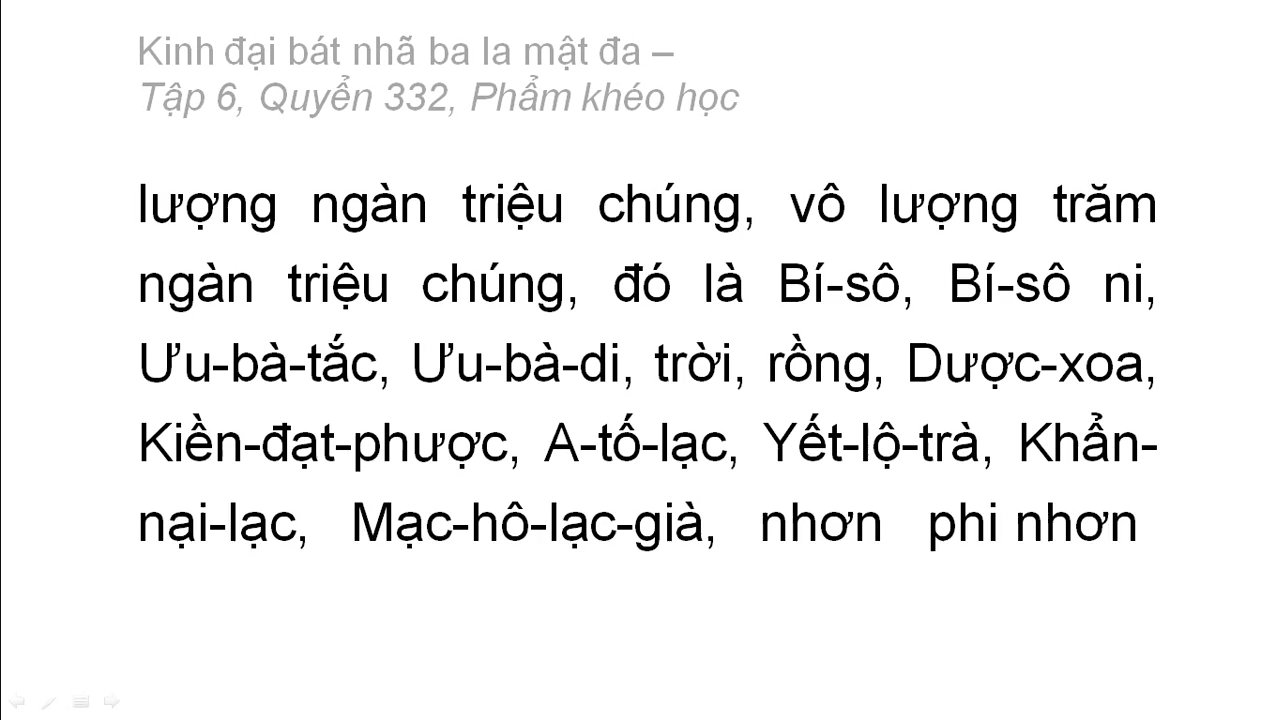 Kinh đại bát nhã ba la mật đa –
Tập 6, Quyển 332, Phẩm khéo học
lượng ngàn triệu chúng, vô lượng trăm
ngàn triệu chúng, đó là Bí-sô, Bí-sô ni,
Ưu-bà-tắc, Ưu-bà-di, trời, rồng, Dược-xoa,
Kiền-đạt-phược, A-tố-lạc, Yết-lộ-trà, Khẩn-
nại-lạc, Mạc-hô-lạc-già, nhơn phi nhơn